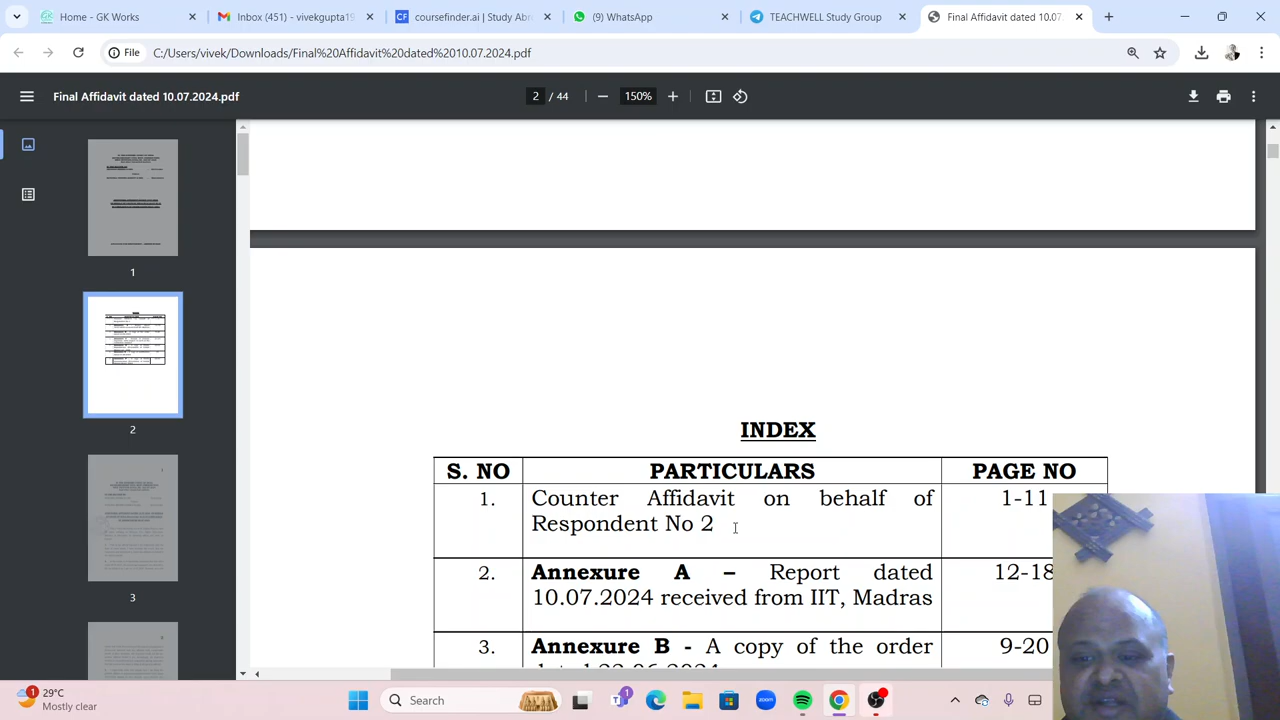 Home - GK Works
Inbox (451) - vivekgupta19
coursefinder.ai | Study Abr
(9) WhatsApp
TEACHWELL Study Group
Final Affidavit dated 10.07.
File
C:/Users/vivek/Downloads/Final%20Affidavit%20dated%2010.07.2024.pdf
Final Affidavit dated 10.07.2024.pdf
2 / 44
150%
1
2
3
INDEX
S. NO PARTICULARS PAGE NO
1. Counter Affidavit on behalf of 1-11
Respondent No 2
2. Annexure A – Report dated 12-18
10.07.2024 received from IIT, Madras
3. Annexure B - A copy of the order 9-20
1
29°C
Mostly clear
Search
1